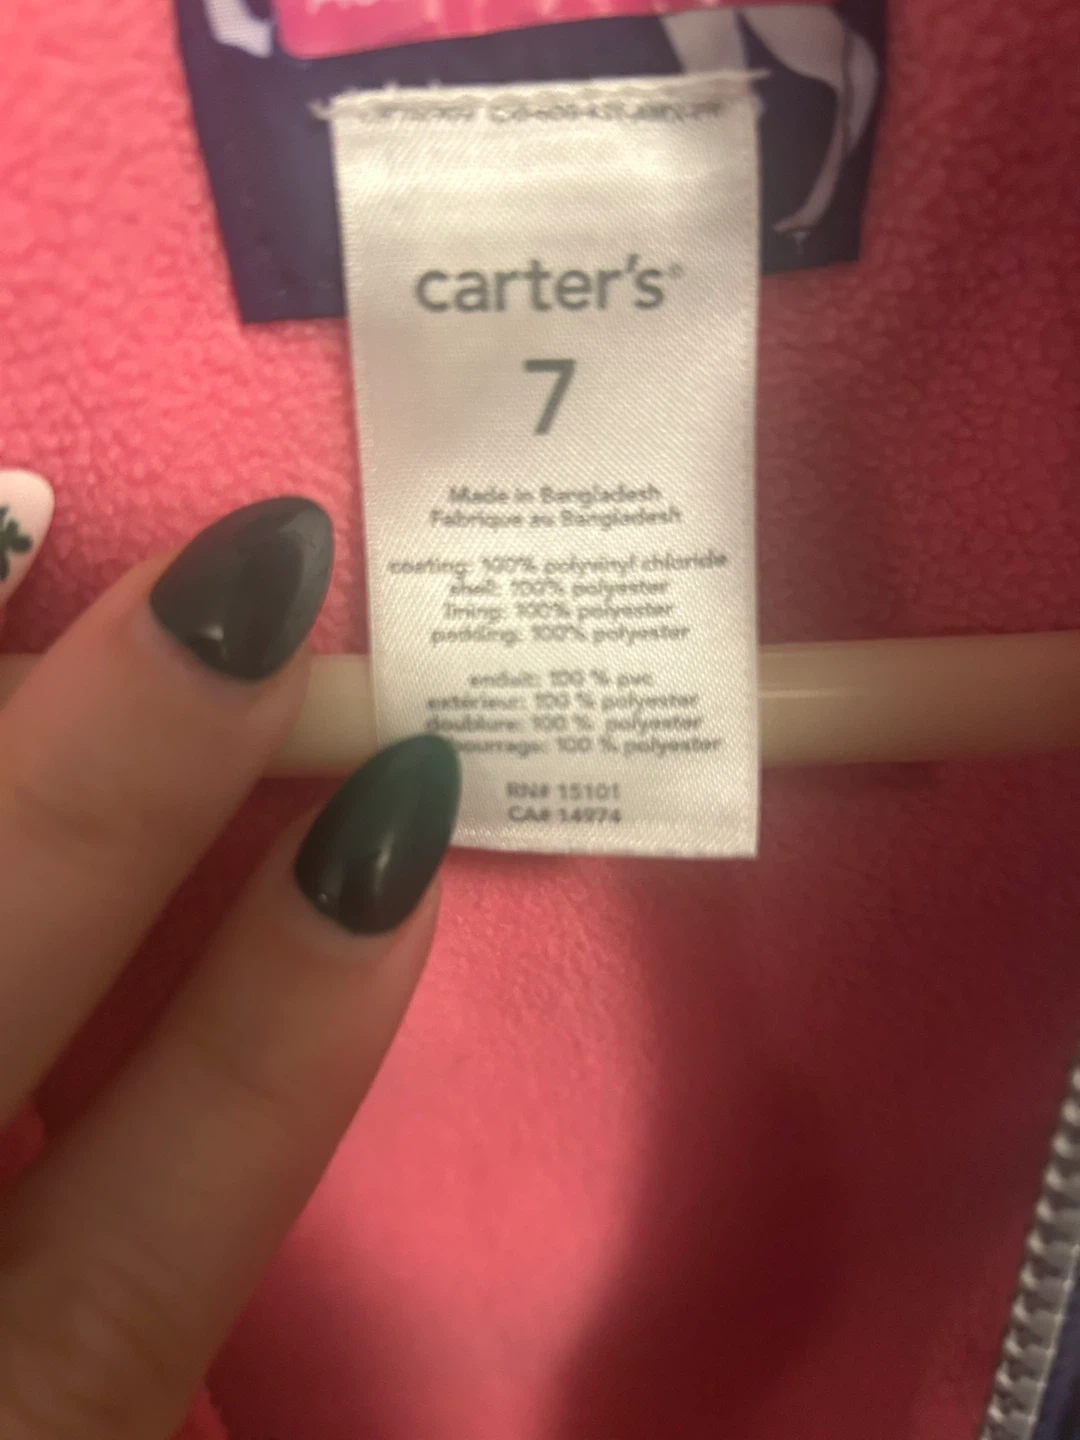 carter's®
7
Made in Bangladesh
Fabriqué au Bangladesh
coating: 100% polyvinyl chloride
shell: 100% polyester
lining: 100% polyester
padding: 100% polyester
enduit: 100 % pvc
extérieur: 100 % polyester
doublure: 100 % polyester
100 % polyester
RN# 15101
CA# 14974